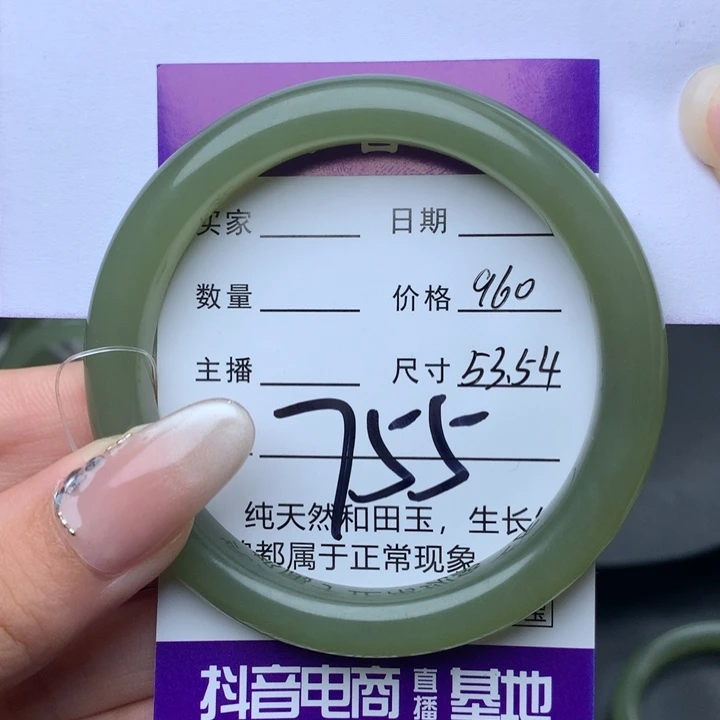 买家 日期
数量 价格 960
主播 尺寸 53.54
755
纯天然和田玉，生长
都属于正常现象
抖音电商 直播 基地